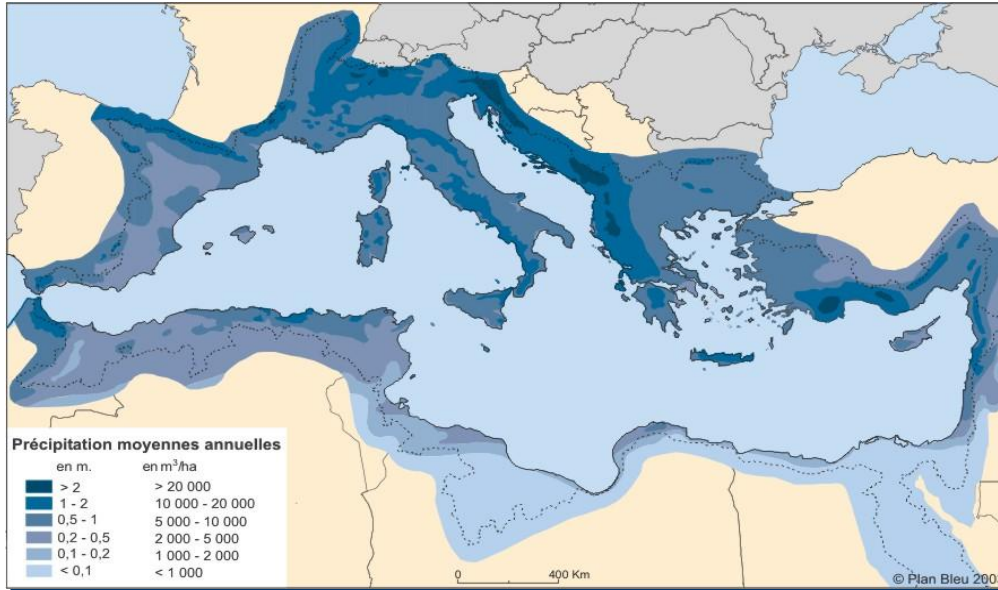 Précipitation moyennes annuelles
en m. en m³/ha
> 2 > 20 000
1 - 2 10 000 - 20 000
0,5 - 1 5 000 - 10 000
0,2 - 0,5 2 000 - 5 000
0,1 - 0,2 1 000 - 2 000
< 0,1 < 1 000
0 400 Km
© Plan Bleu